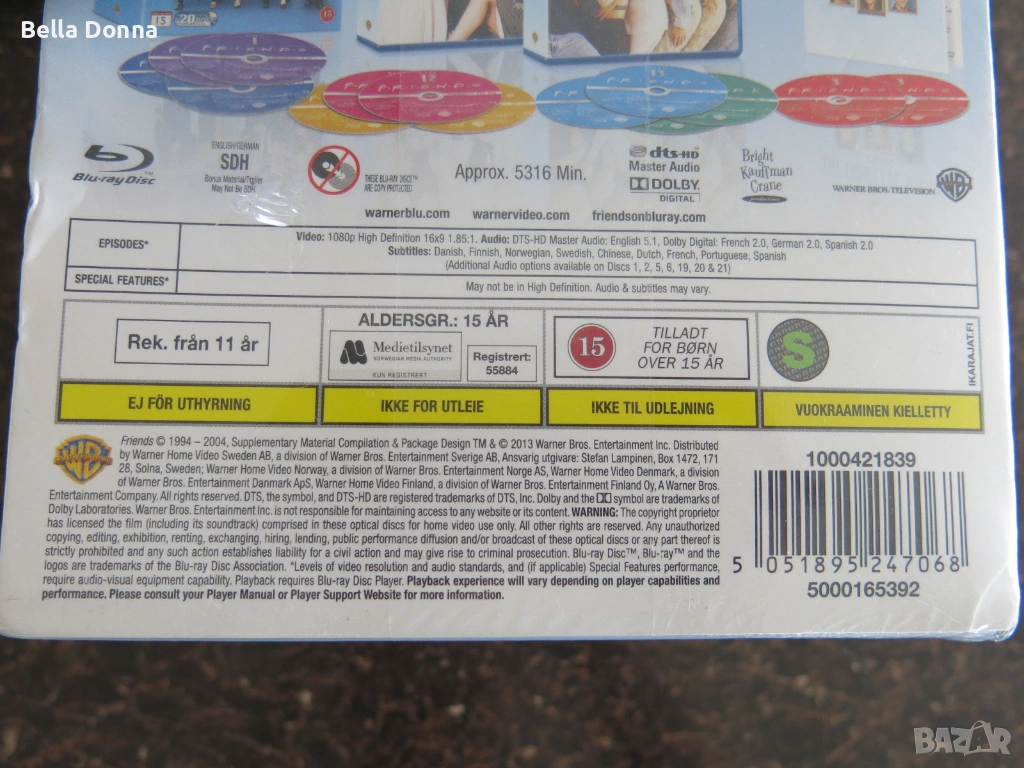 Bella Donna
15
20
FRIENDS
12
FRIENDS
FRIENDS
FRIENDS
Blu-ray Disc™
ENGLISH/GERMAN
SDH
Bonus Material/Trailer
May Not Be SDH
THESE BLU-RAY DISCS™
ARE COPY PROTECTED
Approx. 5316 Min.
dts-HD
Master Audio
DOLBY
DIGITAL
Bright
Kauffman
Crane
productions
WARNER BROS. TELEVISION
warnerblu.com warnervideo.com friendsonbluray.com
EPISODES*
Video: 1080p High Definition 16x9 1.85:1. Audio: DTS-HD Master Audio: English 5.1, Dolby Digital: French 2.0, German 2.0, Spanish 2.0
Subtitles: Danish, Finnish, Norwegian, Swedish, Chinese, Dutch, French, Portuguese, Spanish
(Additional Audio options available on Discs 1, 2, 5, 6, 19, 20 & 21)
SPECIAL FEATURES*
May not be in High Definition. Audio & subtitles may vary.
Rek. från 11 år
ALDERSGR.: 15 ÅR
Medietilsynet
NORWEGIAN MEDIA AUTHORITY
KUN REGISTRERT
Registrert:
55884
15
TILLADT
FOR BØRN
OVER 15 ÅR
S
IKARAJAT.FI
EJ FÖR UTHYRNING
IKKE FOR UTLEIE
IKKE TIL UDLEJNING
VUOKRAAMINEN KIELLETTY
Friends © 1994 – 2004, Supplementary Material Compilation & Package Design TM & © 2013 Warner Bros. Entertainment Inc. Distributed
by Warner Home Video Sweden AB, a division of Warner Bros. Entertainment Sverige AB, Ansvarig utgivare: Stefan Lampinen, Box 1472, 171
28, Solna, Sweden; Warner Home Video Norway, a division of Warner Bros. Entertainment Norge AS, Warner Home Video Denmark, a division
of Warner Bros. Entertainment Danmark ApS, Warner Home Video Finland, a division of Warner Bros. Entertainment Finland Oy, A Warner Bros.
Entertainment Company. All rights reserved. DTS, the symbol, and DTS-HD are registered trademarks of DTS, Inc. Dolby and the symbol are trademarks of
Dolby Laboratories. Warner Bros. Entertainment Inc. is not responsible for maintaining access to any website or its content. WARNING: The copyright proprietor
has licensed the film (including its soundtrack) comprised in these optical discs for home video use only. All other rights are reserved. Any unauthorized
copying, editing, exhibition, renting, exchanging, hiring, lending, public performance diffusion and/or broadcast of these optical discs or any part thereof is
strictly prohibited and any such action establishes liability for a civil action and may give rise to criminal prosecution. Blu-ray Disc™, Blu-ray™ and the
logos are trademarks of the Blu-ray Disc Association. *Levels of video resolution and audio standards, and (if applicable) Special Features performance,
require audio-visual equipment capability. Playback requires Blu-ray Disc Player. Playback experience will vary depending on player capabilities and
performance. Please consult your Player Manual or Player Support Website for more information.
1000421839
5 051895 247068
5000165392
BAZAR